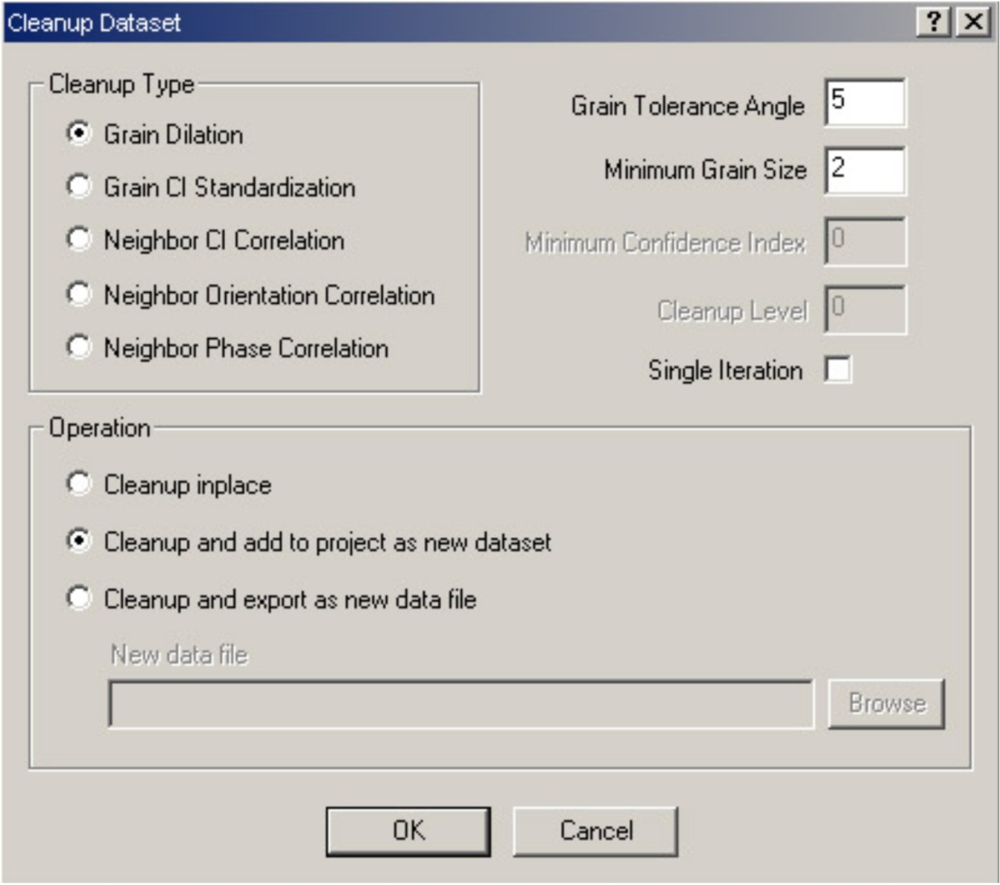 Cleanup Dataset
Cleanup Type
Grain Dilation
Grain CI Standardization
Neighbor CI Correlation
Neighbor Orientation Correlation
Neighbor Phase Correlation
Grain Tolerance Angle 5
Minimum Grain Size 2
Minimum Confidence Index 0
Cleanup Level 0
Single Iteration
Operation
Cleanup inplace
Cleanup and add to project as new dataset
Cleanup and export as new data file
New data file
Browse
OK Cancel